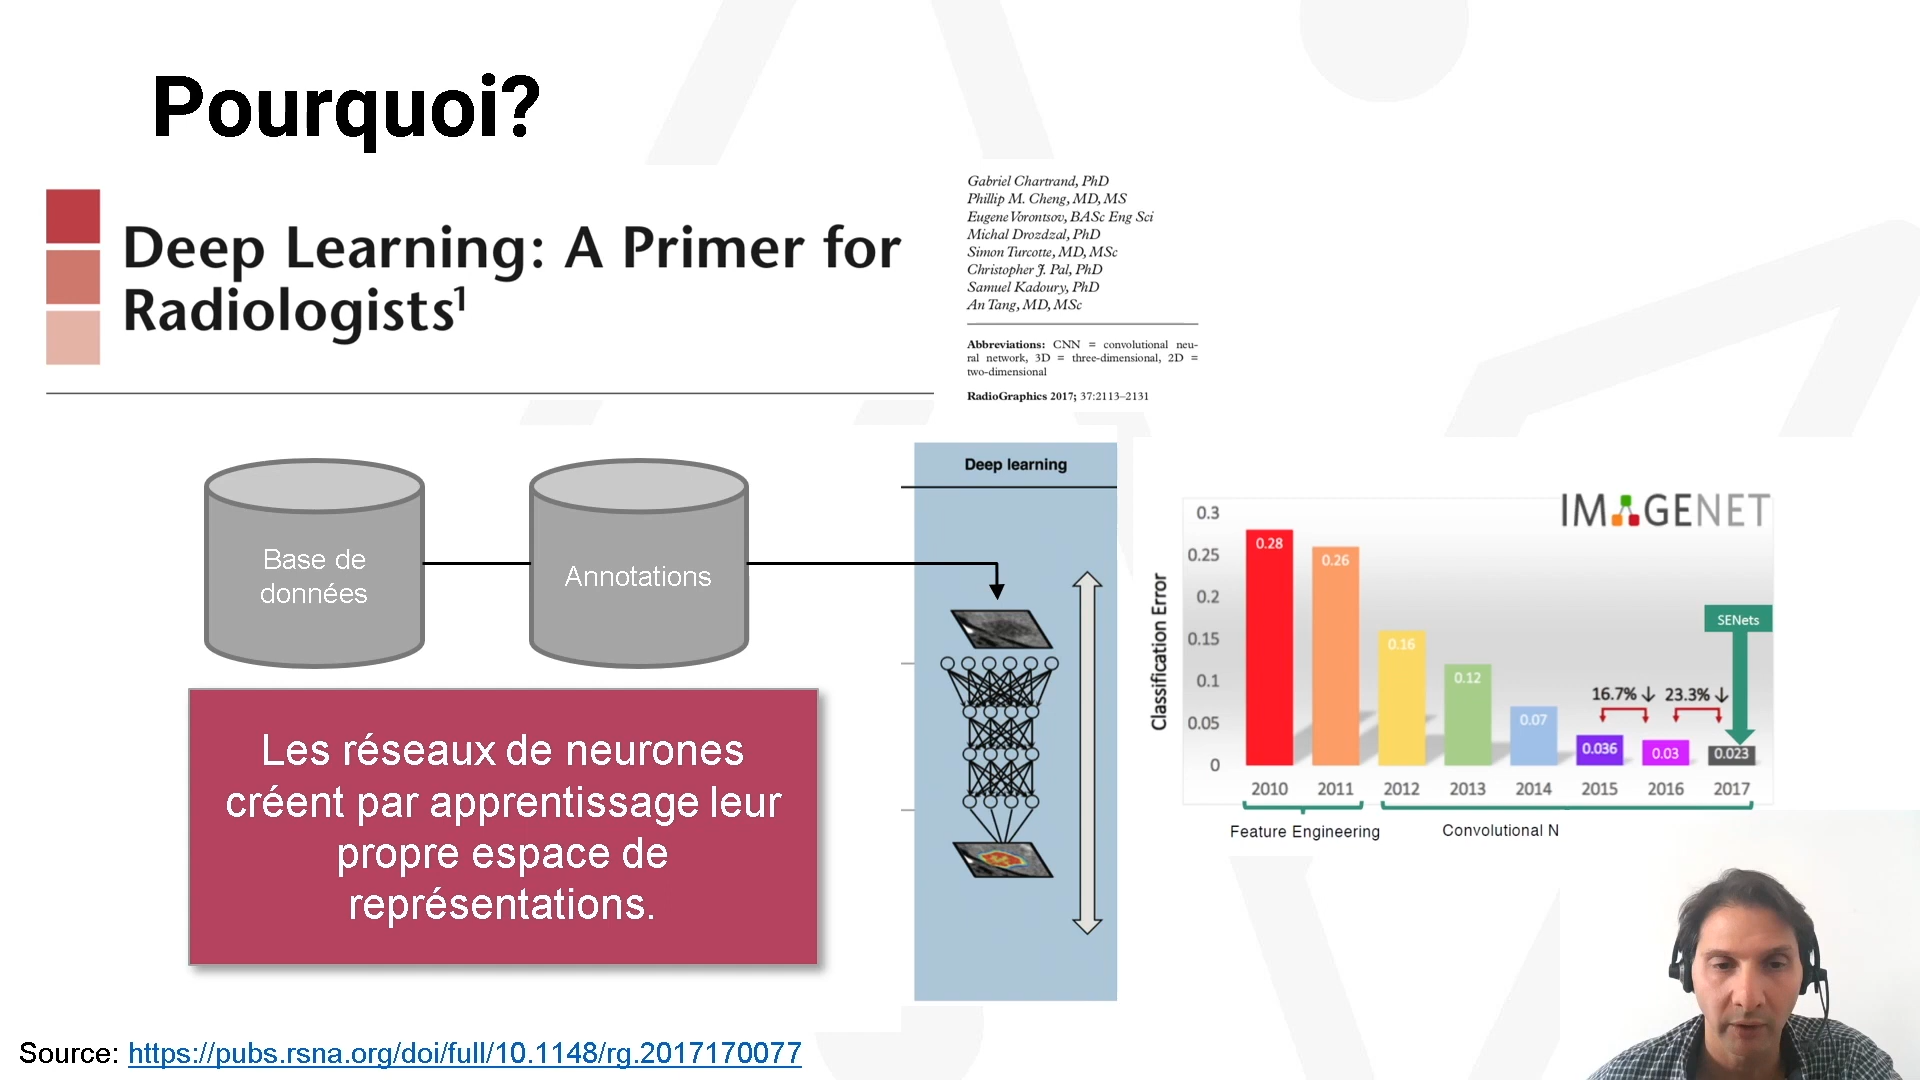 Pourquoi?
Deep Learning: A Primer for
Radiologists¹
Gabriel Chartrand, PhD
Phillip M. Cheng, MD, MS
Eugene Vorontsov, BASc Eng Sci
Michal Drozdzal, PhD
Simon Turcotte, MD, MSc
Christopher J. Pal, PhD
Samuel Kadoury, PhD
An Tang, MD, MSc
Abbreviations: CNN = convolutional neu-
ral network, 3D = three-dimensional, 2D =
two-dimensional
RadioGraphics 2017; 37:2113–2131
Base de
données
Annotations
Les réseaux de neurones
créent par apprentissage leur
propre espace de
représentations.
Deep learning
IMAGENET
Classification Error
0.3
0.25
0.2
0.15
0.1
0.05
0
0.28
0.26
0.16
0.12
0.07
0.036
0.03
0.023
16.7% ↓ 23.3% ↓
SENets
2010 2011 2012 2013 2014 2015 2016 2017
Feature Engineering
Convolutional N
Source: https://pubs.rsna.org/doi/full/10.1148/rg.2017170077